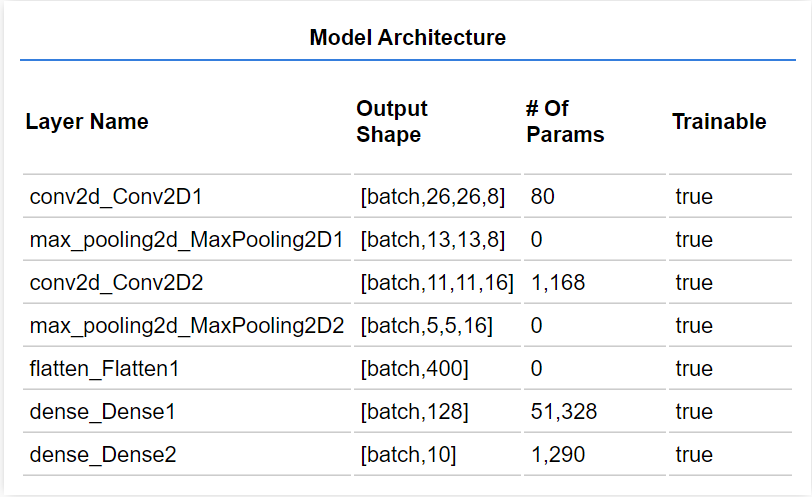 Model Architecture
Layer Name Output Shape # Of Params Trainable
conv2d_Conv2D1 [batch,26,26,8] 80 true
max_pooling2d_MaxPooling2D1 [batch,13,13,8] 0 true
conv2d_Conv2D2 [batch,11,11,16] 1,168 true
max_pooling2d_MaxPooling2D2 [batch,5,5,16] 0 true
flatten_Flatten1 [batch,400] 0 true
dense_Dense1 [batch,128] 51,328 true
dense_Dense2 [batch,10] 1,290 true